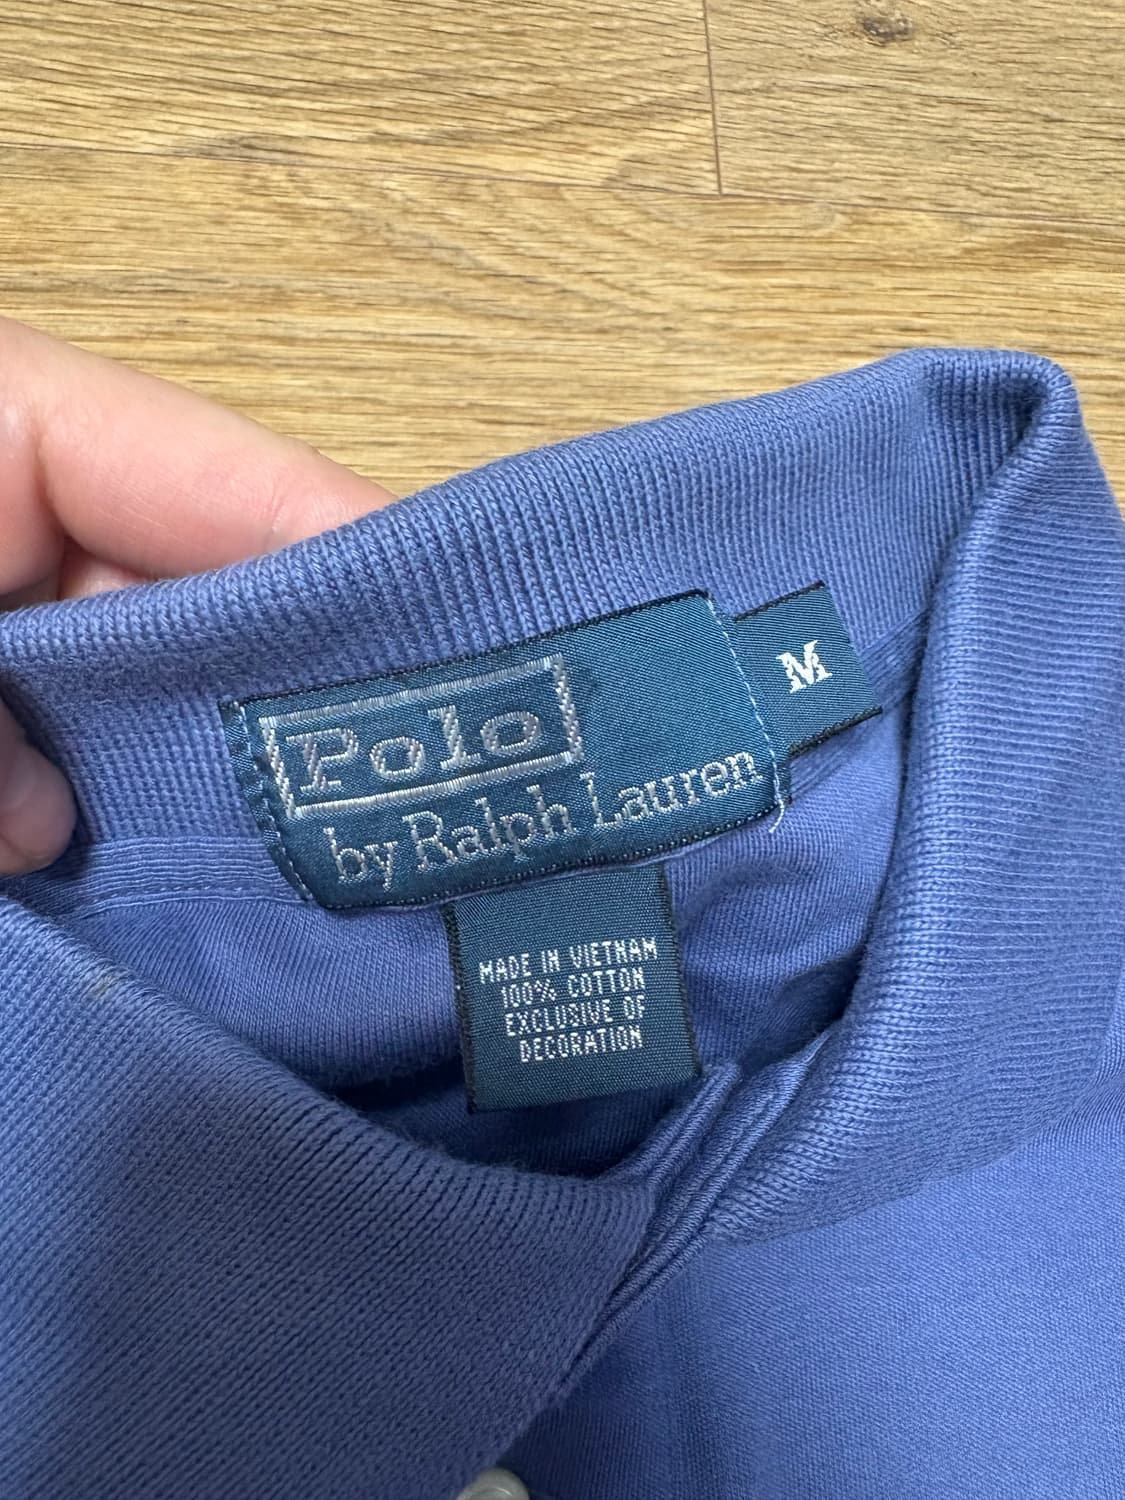 Polo
by Ralph Lauren
M
MADE IN VIETNAM
100% COTTON
EXCLUSIVE OF
DECORATION